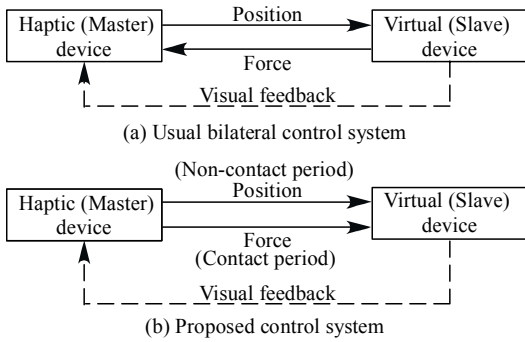 Haptic (Master)
device
Position
Force
Virtual (Slave)
device
Visual feedback
(a) Usual bilateral control system
(Non-contact period)
Haptic (Master)
device
Position
Force
(Contact period)
Virtual (Slave)
device
Visual feedback
(b) Proposed control system